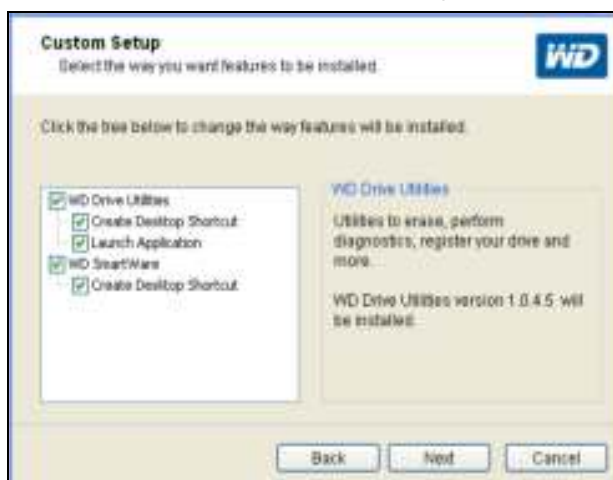 Custom Setup
Select the way you want features to be installed.
WD
Click the tree below to change the way features will be installed.
WD Drive Utilities
Create Desktop Shortcut
Launch Application
WD SmartWare
Create Desktop Shortcut
WD Drive Utilities
Utilities to erase, perform
diagnostics, register your drive and
more.
WD Drive Utilities version 1.0.4.5 will
be installed.
Back
Next
Cancel